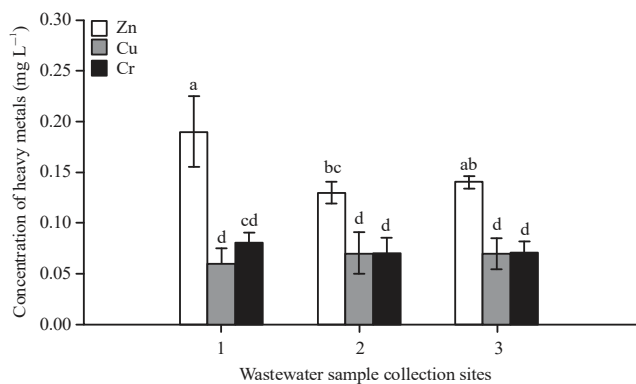 Concentration of heavy metals (mg L⁻¹)
0.30
0.25
0.20
0.15
0.10
0.05
0.00
Zn
Cu
Cr
a
d
cd
bc
d
d
ab
d
d
1
2
3
Wastewater sample collection sites